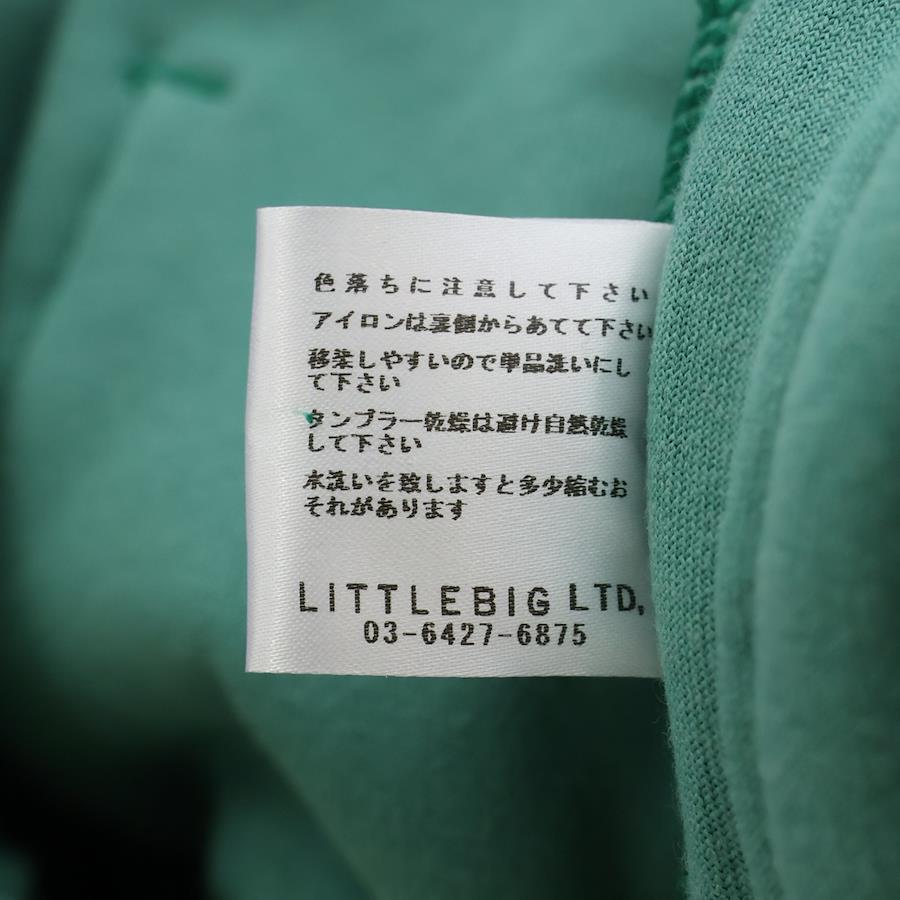 色落ちに注意して下さい
アイロンは裏側からあてて下さい
移染しやすいので単品洗いにし
て下さい
タンブラー乾燥は避け自然乾燥
して下さい
水洗いを致しますと多少縮むお
それがあります
LITTLEBIG LTD,
03-6427-6875